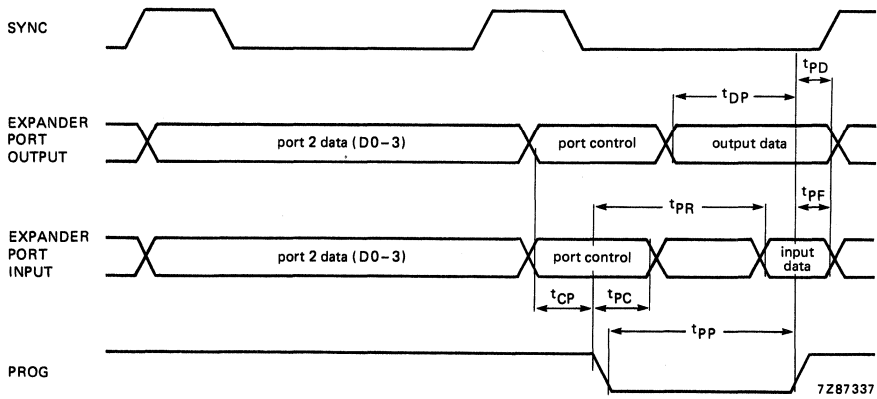 SYNC
tPD
tDP
EXPANDER
PORT
OUTPUT
port 2 data (D0–3)
port control
output data
tPF
tPR
EXPANDER
PORT
INPUT
port 2 data (D0–3)
port control
input
data
tCP
tPC
tPP
PROG
7Z87337